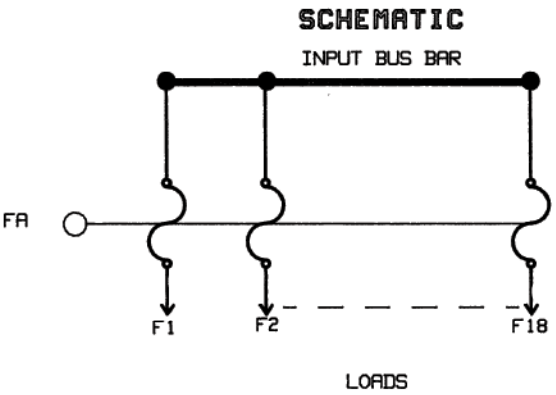 SCHEMATIC
INPUT BUS BAR
FA
F1
F2
F18
LOADS